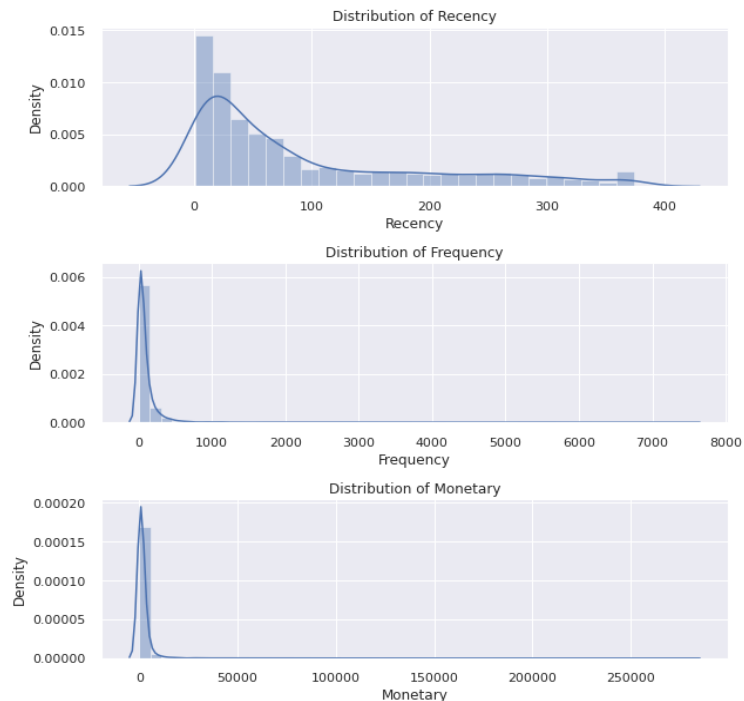 Distribution of Recency
0.015
0.010
0.005
0.000
Density
0 100 200 300 400
Recency
Distribution of Frequency
0.006
0.004
0.002
0.000
Density
0 1000 2000 3000 4000 5000 6000 7000 8000
Frequency
Distribution of Monetary
0.00020
0.00015
0.00010
0.00005
0.00000
Density
0 50000 100000 150000 200000 250000
Monetary